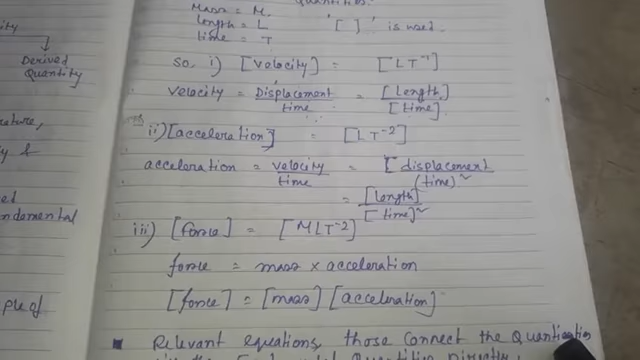 Quantities.
Mass = M
length = L
time = T
'[ ]' is used.
Derived
Quantity
So, i) [velocity] = [LT⁻¹]
velocity = Displacement/time = [Length]/[time]
ii) [acceleration] = [LT⁻²]
acceleration = velocity/time = [displacement/(time)²
= [length]/[time]²
iii) [force] = [MLT⁻²]
force = mass × acceleration
[force] = [mass] [acceleration]
▪ Relevant equations, those connect the